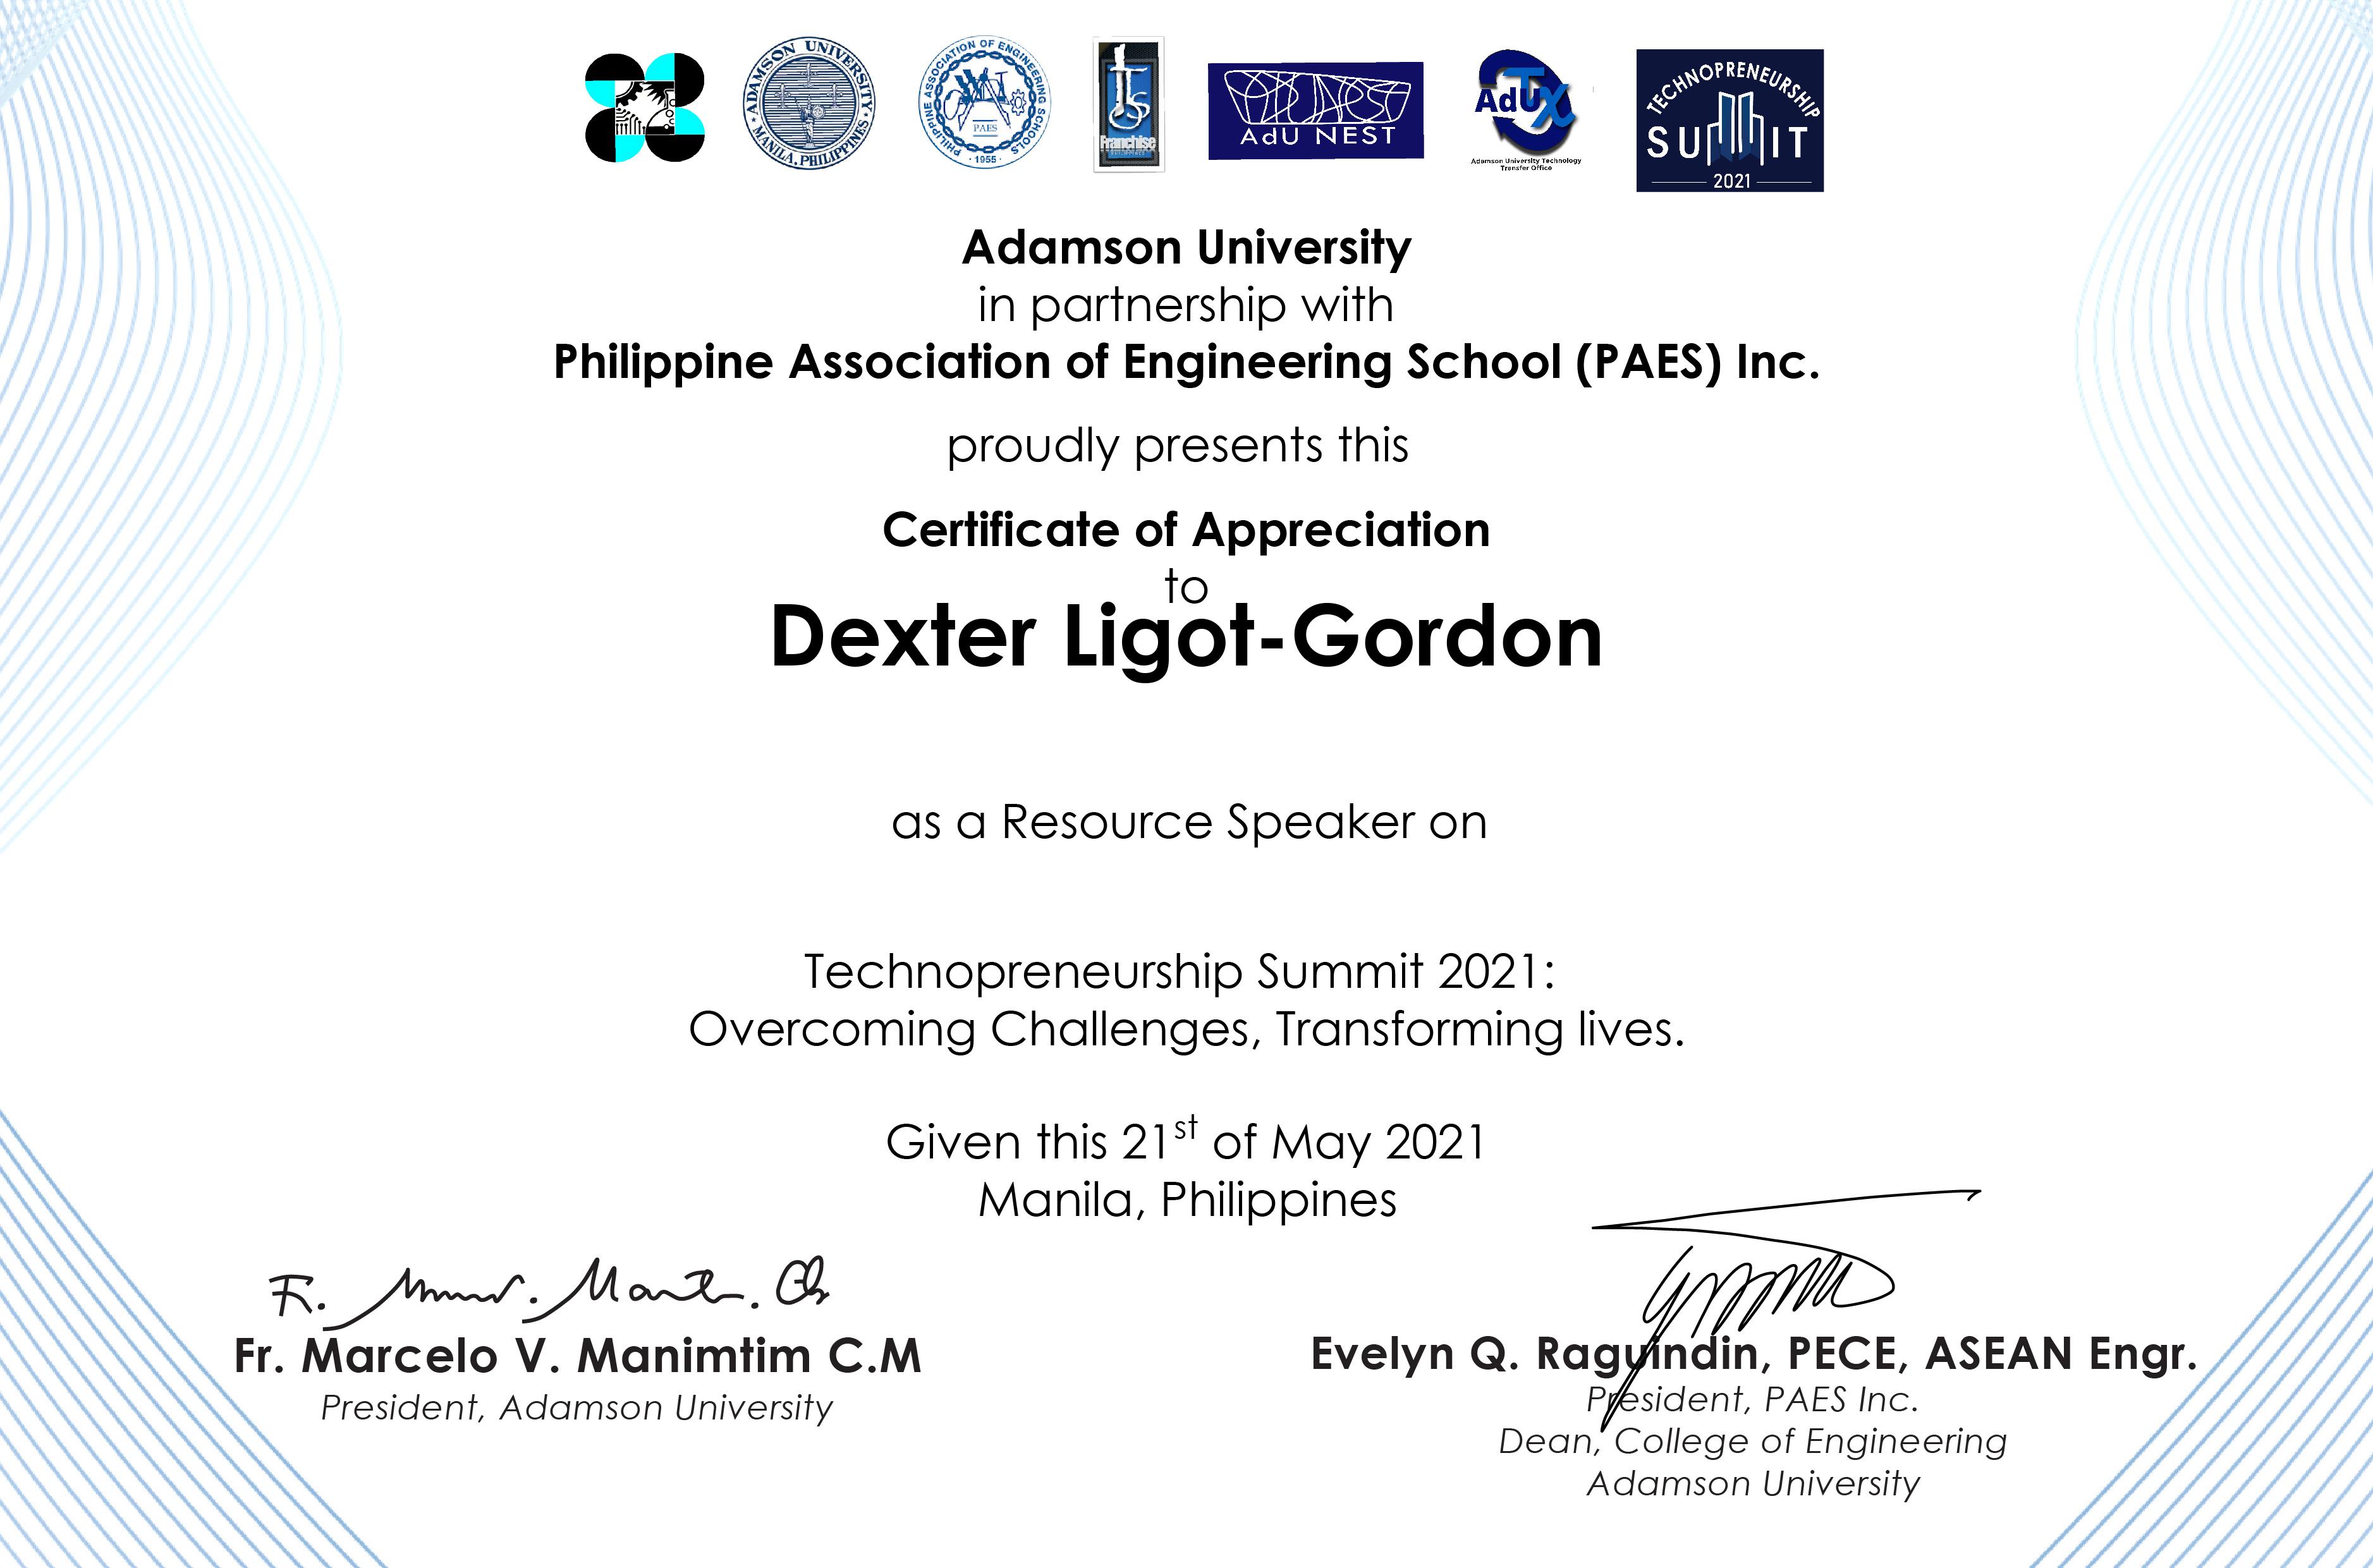 ADAMSON UNIVERSITY
MANILA, PHILIPPINES
PHILIPPINE ASSOCIATION OF ENGINEERING SCHOOLS
PAES
1955
Franchise
AdU NEST
AdU TX
Adamson University Technology
Transfer Office
TECHNOPRENEURSHIP
SUMMIT
2021
Adamson University
in partnership with
Philippine Association of Engineering School (PAES) Inc.
proudly presents this
Certificate of Appreciation
to
Dexter Ligot-Gordon
as a Resource Speaker on
Technopreneurship Summit 2021:
Overcoming Challenges, Transforming lives.
Given this 21st of May 2021
Manila, Philippines
Fr. Marcelo V. Manimtim C.M
President, Adamson University
Evelyn Q. Raguindin, PECE, ASEAN Engr.
President, PAES Inc.
Dean, College of Engineering
Adamson University